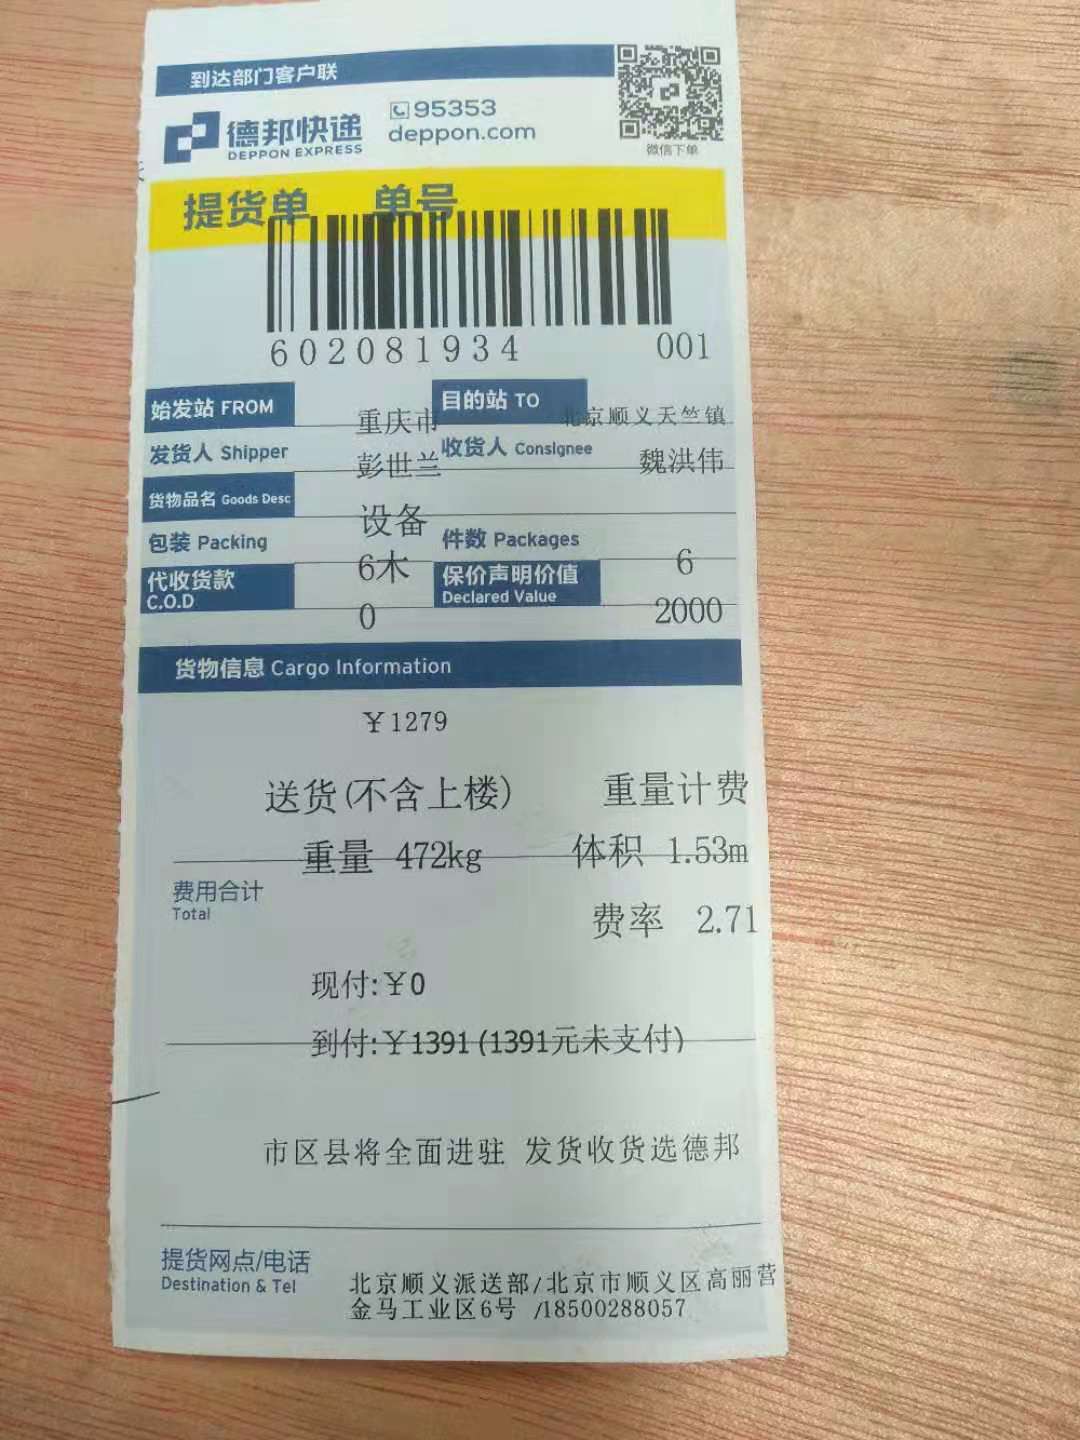 到达部门客户联
德邦快递
DEPPON EXPRESS
95353
deppon.com
微信下单
提货单 单号
602081934 001
始发站 FROM 重庆市 目的站 TO 北京顺义天竺镇
发货人 Shipper 彭世兰 收货人 Consignee 魏洪伟
货物品名 Goods Desc 设备
包装 Packing 6木 件数 Packages 6
代收货款
C.O.D 0
保价声明价值
Declared Value 2000
货物信息 Cargo Information
￥1279
送货(不含上楼) 重量计费
重量 472kg 体积 1.53m
费用合计
Total
费率 2.71
现付:￥0
到付:￥1391(1391元未支付)
市区县将全面进驻 发货收货选德邦
提货网点/电话
Destination & Tel
北京顺义派送部/北京市顺义区高丽营
金马工业区6号 /18500288057